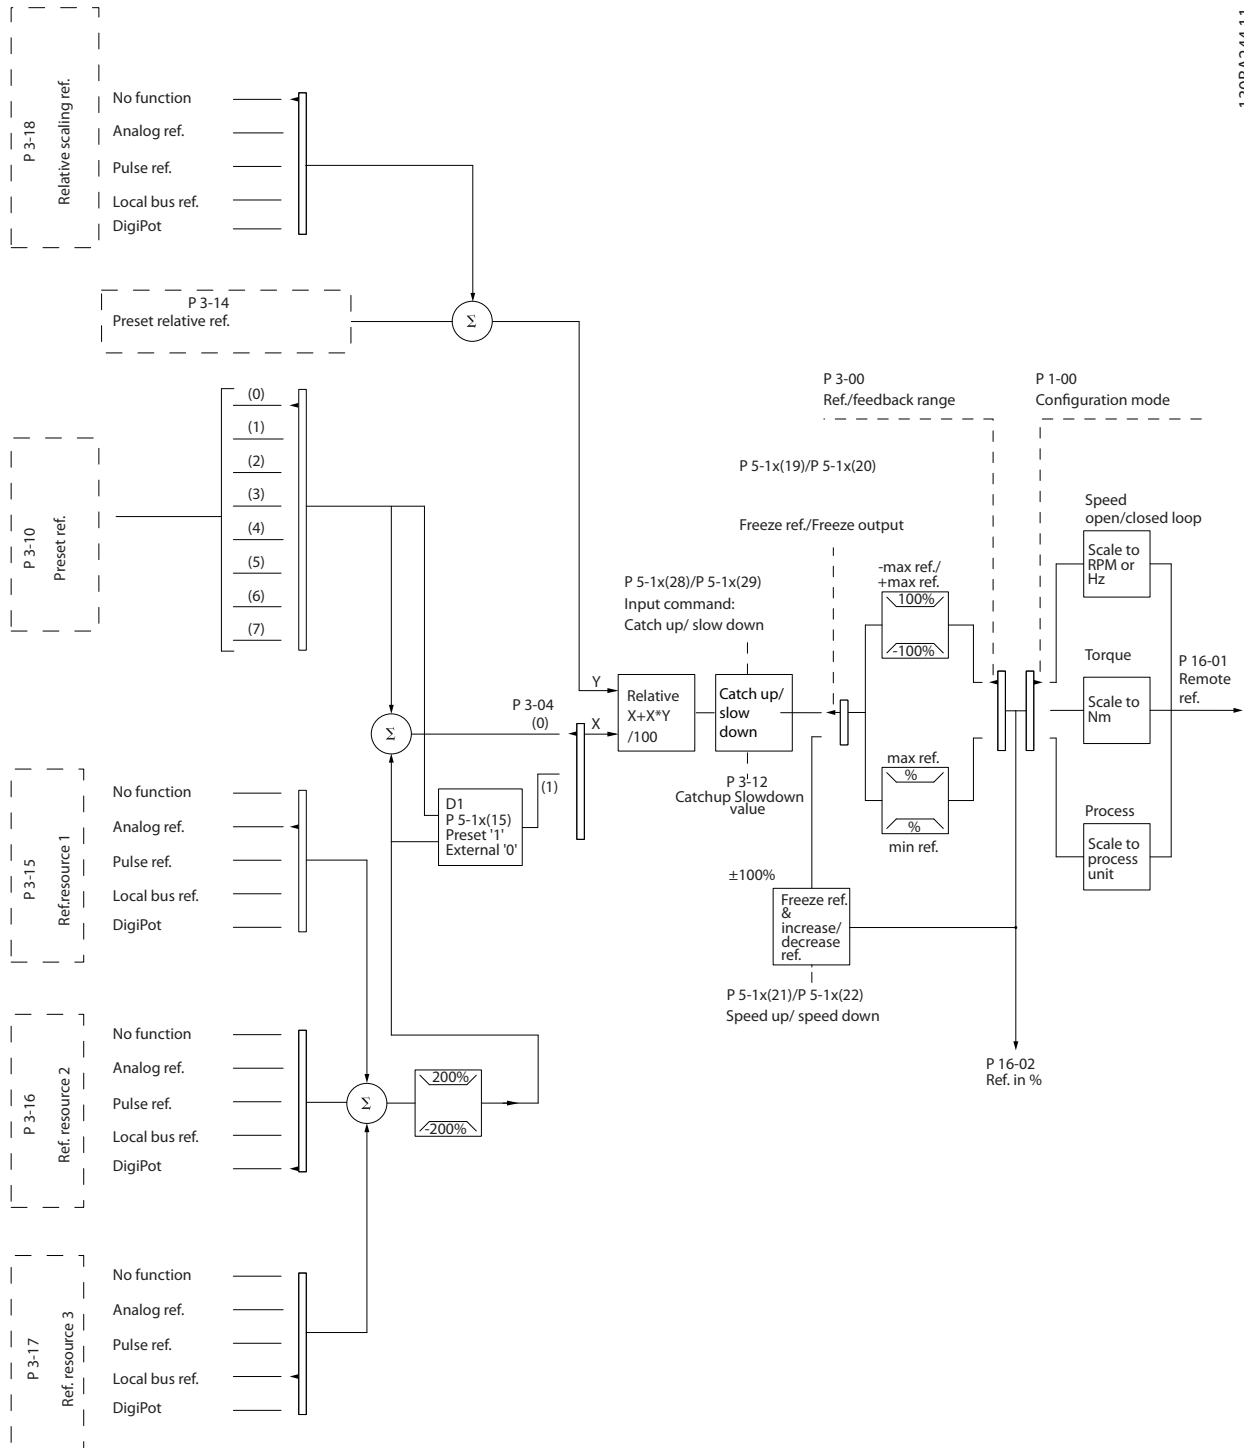 130BA244.11
P 3-18
Relative scaling ref.
No function
Analog ref.
Pulse ref.
Local bus ref.
DigiPot
P 3-14
Preset relative ref.
Σ
P 3-10
Preset ref.
(0)
(1)
(2)
(3)
(4)
(5)
(6)
(7)
P 3-00
Ref./feedback range
P 1-00
Configuration mode
P 5-1x(19)/P 5-1x(20)
Freeze ref./Freeze output
Speed
open/closed loop
Scale to
RPM or
Hz
-max ref./
+max ref.
100%
-100%
P 5-1x(28)/P 5-1x(29)
Input command:
Catch up/ slow down
Torque
Scale to
Nm
P 16-01
Remote
ref.
Y
X
Relative
X+X*Y
/100
Catch up/
slow
down
P 3-04
(0)
(1)
Σ
P 3-12
Catchup Slowdown
value
max ref.
%
%
min ref.
Process
Scale to
process
unit
D1
P 5-1x(15)
Preset '1'
External '0'
±100%
Freeze ref.
&
increase/
decrease
ref.
P 5-1x(21)/P 5-1x(22)
Speed up/ speed down
P 16-02
Ref. in %
P 3-15
Ref.resource 1
No function
Analog ref.
Pulse ref.
Local bus ref.
DigiPot
P 3-16
Ref. resource 2
No function
Analog ref.
Pulse ref.
Local bus ref.
DigiPot
Σ
200%
-200%
P 3-17
Ref. resource 3
No function
Analog ref.
Pulse ref.
Local bus ref.
DigiPot